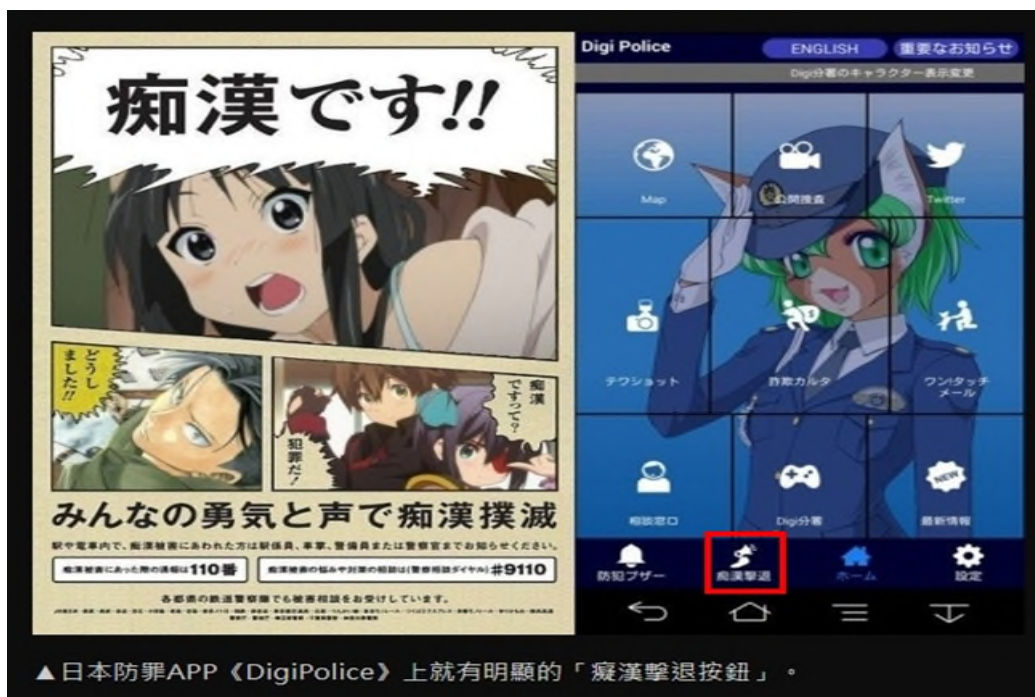 痴漢です!!
どうし
ました!!
痴漢
ですって?
犯罪だ!
みんなの勇気と声で痴漢撲滅
駅や電車内で、痴漢被害にあわれた方は駅係員、車掌、警備員または警察官までお知らせください。
痴漢被害にあった際の通報は110番
痴漢被害の悩みや対策の相談は(警察相談ダイヤル)#9110
各都県の鉄道警察隊でも被害相談をお受けしています。
Digi Police
ENGLISH
重要なお知らせ
Digi分署のキャラクター表示変更
Map
公開捜査
Twitter
テワショット
詐欺カルタ
ワン!タッチ
メール
相談窓口
Digi分署
NEW
最新情報
防犯ブザー
痴漢撃退
ホーム
設定
▲日本防罪APP《DigiPolice》上就有明顯的「癡漢擊退按鈕」。